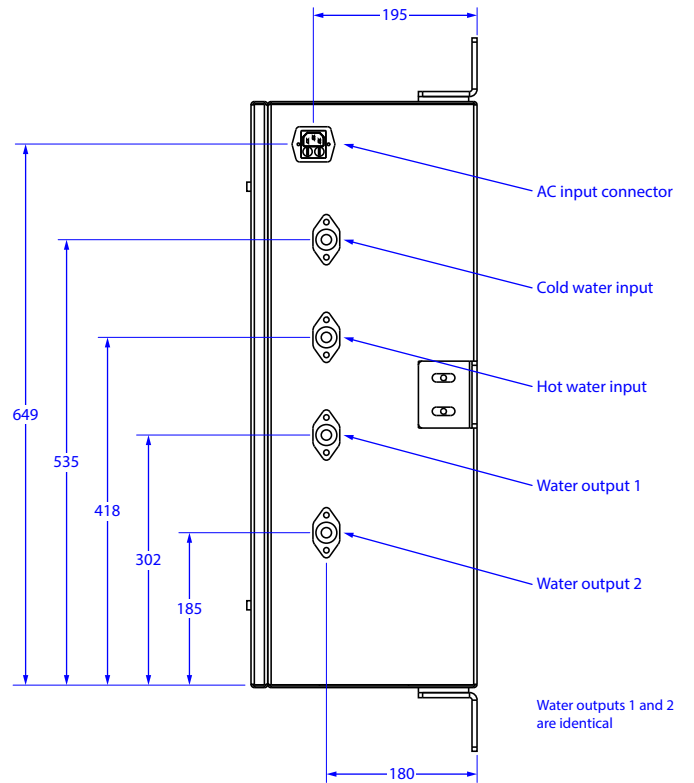 195
AC input connector
Cold water input
Hot water input
649
535
Water output 1
418
302
Water output 2
185
Water outputs 1 and 2
are identical
180